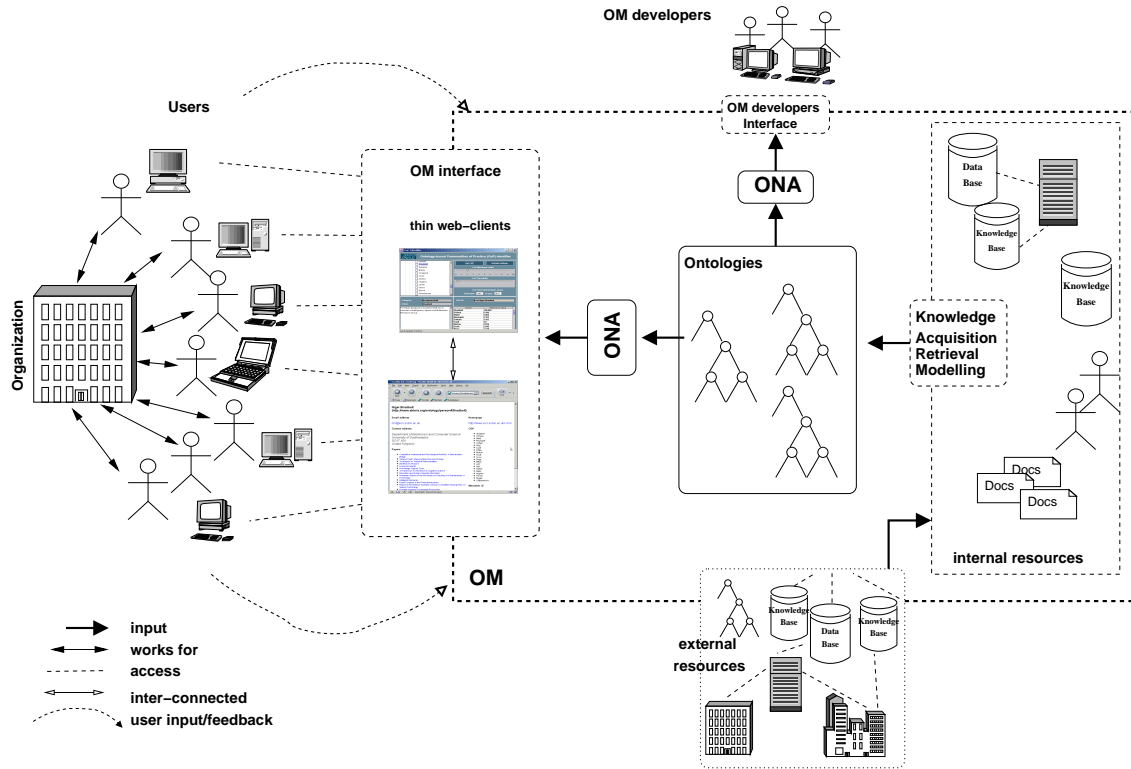 OM developers
Users
OM developers
Interface
OM interface
thin web−clients
Organization
ONA
ONA
Ontologies
Data
Base
Knowledge
Base
Knowledge
Base
Knowledge
Acquisition
Retrieval
Modelling
Docs
Docs
Docs
internal resources
OM
Knowledge
Base
Data
Base
Knowledge
Base
external
resources
input
works for
access
inter−connected
user input/feedback